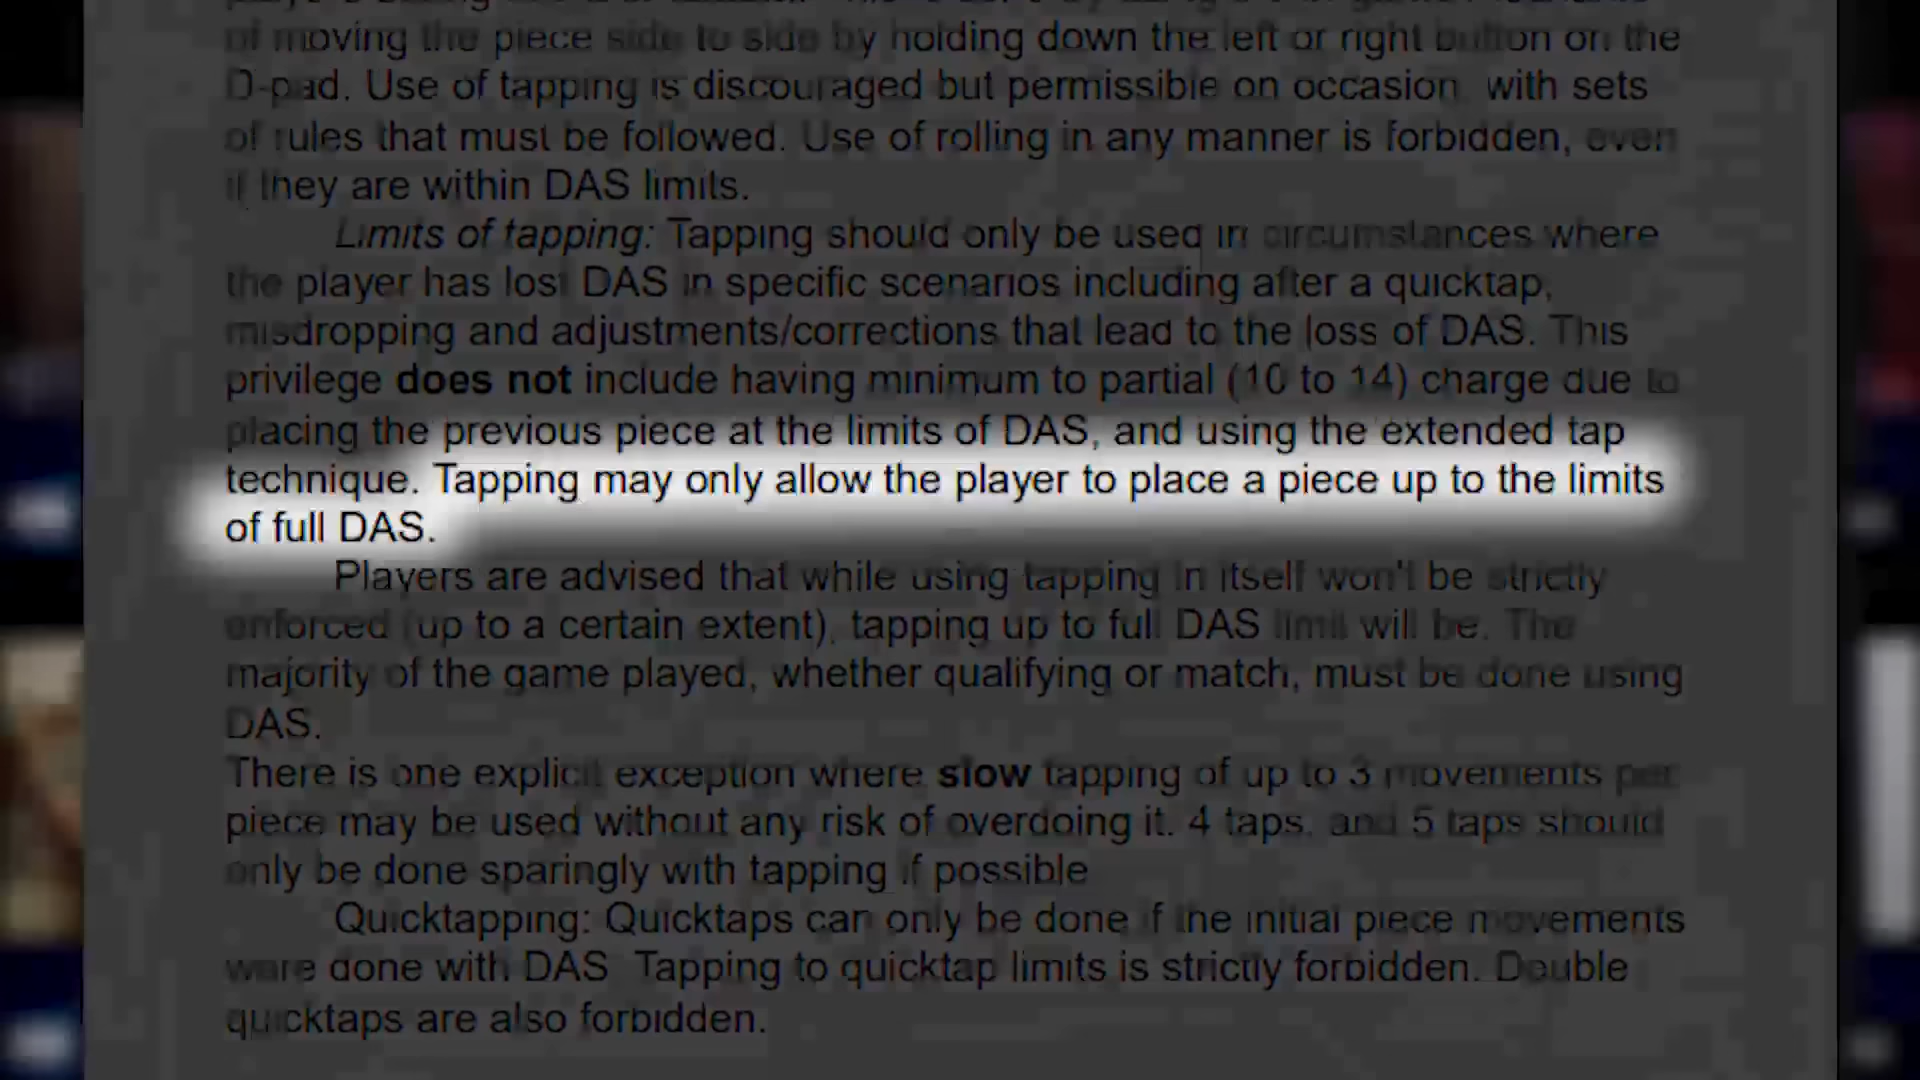 of moving the piece side to side by holding down the left or right button on the
D-pad. Use of tapping is discouraged but permissible on occasion, with sets
of rules that must be followed. Use of rolling in any manner is forbidden, even
if they are within DAS limits.
Limits of tapping: Tapping should only be used in circumstances where
the player has lost DAS in specific scenarios including after a quicktap,
misdropping and adjustments/corrections that lead to the loss of DAS. This
privilege does not include having minimum to partial (10 to 14) charge due to
placing the previous piece at the limits of DAS, and using the extended tap
technique. Tapping may only allow the player to place a piece up to the limits
of full DAS.
Players are advised that while using tapping in itself won't be strictly
enforced (up to a certain extent), tapping up to full DAS limit will be. The
majority of the game played, whether qualifying or match, must be done using
DAS.
There is one explicit exception where slow tapping of up to 3 movements per
piece may be used without any risk of overdoing it. 4 taps, and 5 taps should
only be done sparingly with tapping if possible
Quicktapping: Quicktaps can only be done if the initial piece movements
were done with DAS. Tapping to quicktap limits is strictly forbidden. Double
quicktaps are also forbidden.